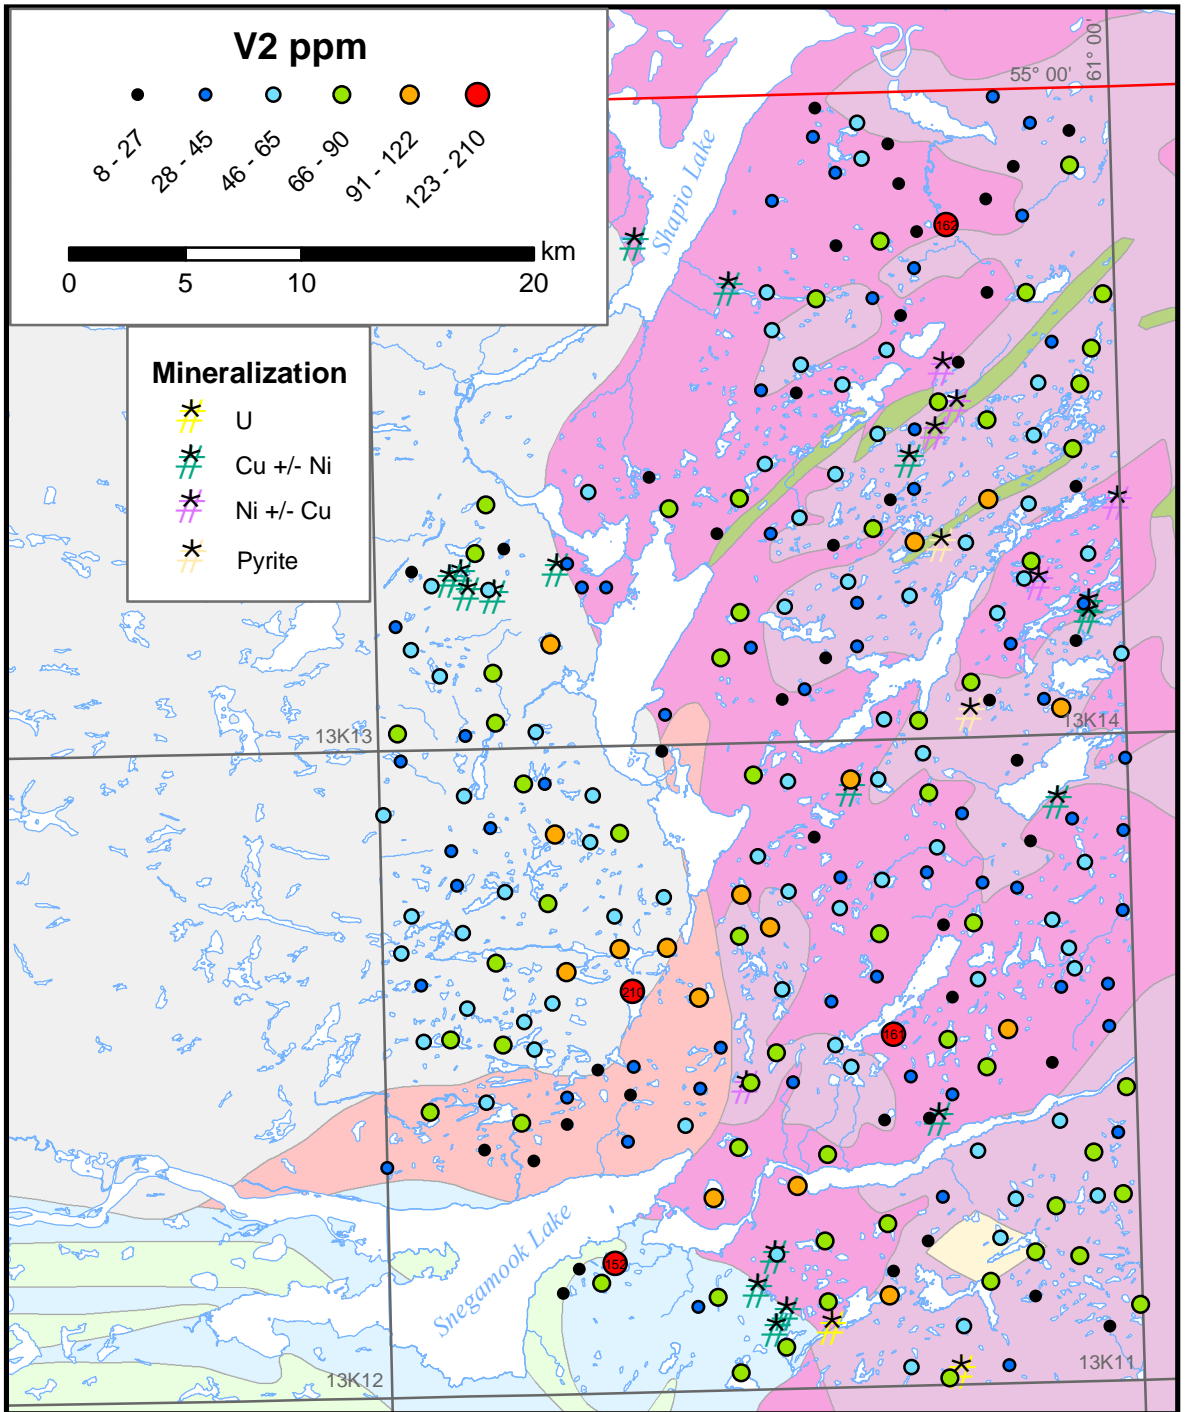 V2 ppm
8 - 27
28 - 45
46 - 65
66 - 90
91 - 122
123 - 210
km
0 5 10 20
Mineralization
U
Cu +/- Ni
Ni +/- Cu
Pyrite
55° 00'
61° 00'
Shapio Lake
162
13K13
13K14
210
161
Snegamook Lake
152
13K12
13K11